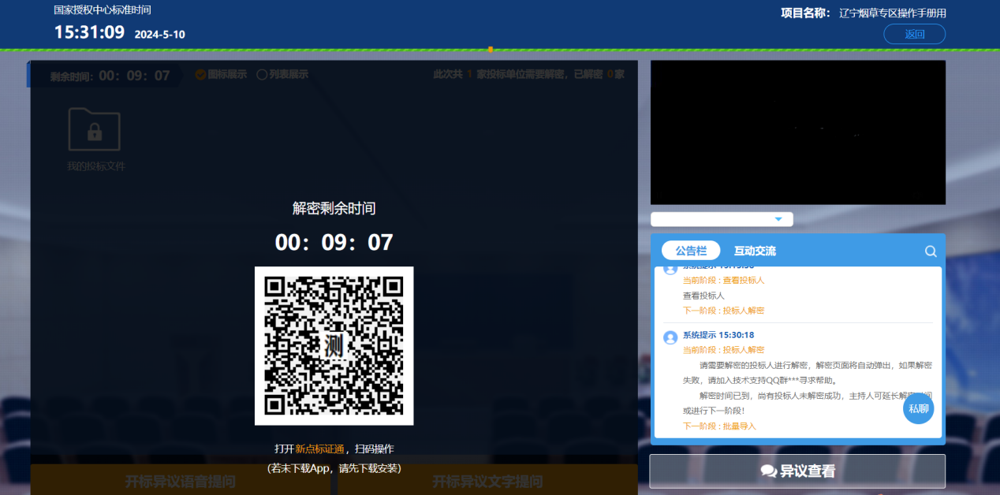 国家授权中心标准时间
15:31:09 2024-5-10
项目名称： 辽宁烟草专区操作手册用
返回
剩余时间：00：09：07 图标展示 列表展示 此次共 1 家投标单位需要解密，已解密 0家
我的投标文件
解密剩余时间
00：09：07
测
打开新点标证通，扫码操作
(若未下载App，请先下载安装)
开标异议语音提问 开标异议文字提问
公告栏 互动交流
当前阶段：查看投标人
查看投标人
下一阶段：投标人解密
系统提示 15:30:18
当前阶段：投标人解密
请需要解密的投标人进行解密，解密页面将自动弹出，如果解密
失败，请加入技术支持QQ群***寻求帮助。
解密时间已到，尚有投标人未解密成功，主持人可延长解密时间
或进行下一阶段！
私聊
下一阶段：批量导入
异议查看